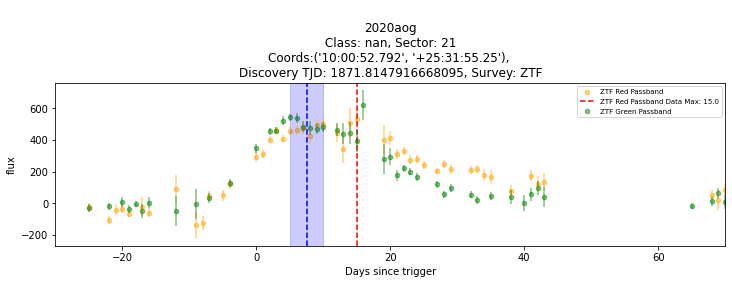 2020aog
Class: nan, Sector: 21
Coords:('10:00:52.792', '+25:31:55.25'),
Discovery TJD: 1871.8147916668095, Survey: ZTF
ZTF Red Passband
ZTF Red Passband Data Max: 15.0
ZTF Green Passband
flux
600
400
200
0
−200
−20
0
20
40
60
Days since trigger